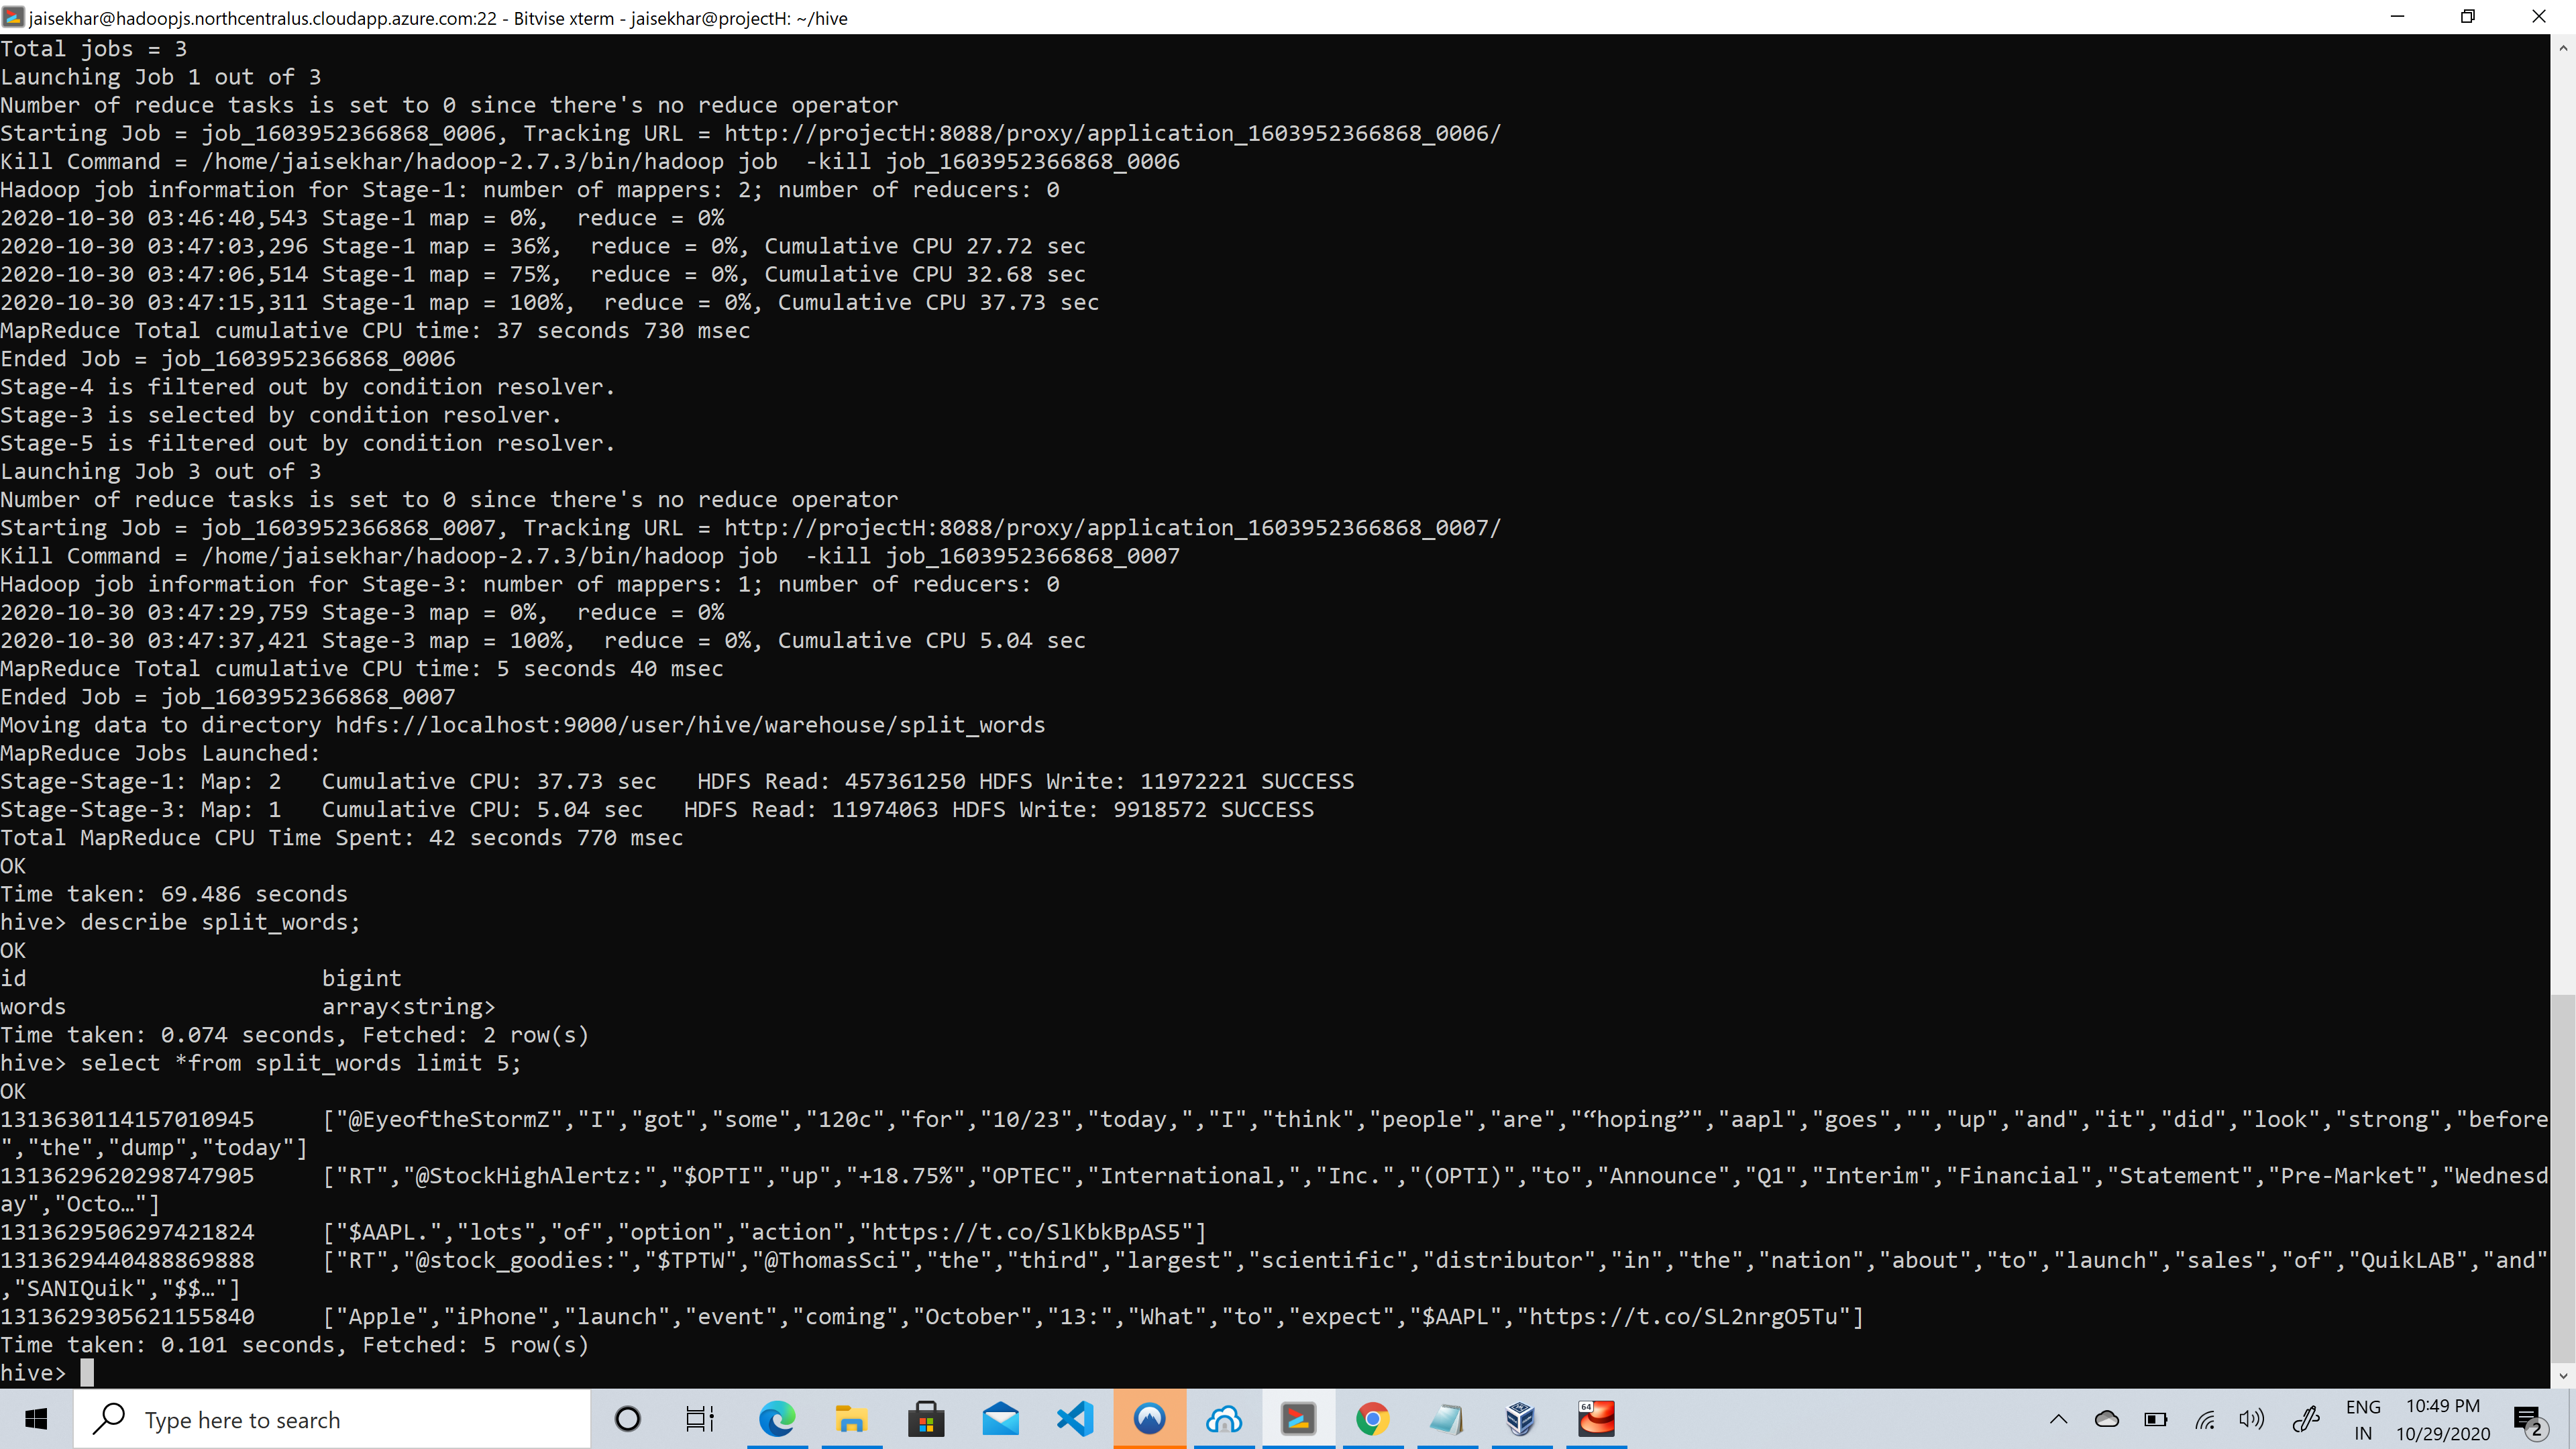 jaisekhar@hadoopjs.northcentralus.cloudapp.azure.com:22 - Bitvise xterm - jaisekhar@projectH: ~/hive
Total jobs = 3
Launching Job 1 out of 3
Number of reduce tasks is set to 0 since there's no reduce operator
Starting Job = job_1603952366868_0006, Tracking URL = http://projectH:8088/proxy/application_1603952366868_0006/
Kill Command = /home/jaisekhar/hadoop-2.7.3/bin/hadoop job  -kill job_1603952366868_0006
Hadoop job information for Stage-1: number of mappers: 2; number of reducers: 0
2020-10-30 03:46:40,543 Stage-1 map = 0%,  reduce = 0%
2020-10-30 03:47:03,296 Stage-1 map = 36%,  reduce = 0%, Cumulative CPU 27.72 sec
2020-10-30 03:47:06,514 Stage-1 map = 75%,  reduce = 0%, Cumulative CPU 32.68 sec
2020-10-30 03:47:15,311 Stage-1 map = 100%,  reduce = 0%, Cumulative CPU 37.73 sec
MapReduce Total cumulative CPU time: 37 seconds 730 msec
Ended Job = job_1603952366868_0006
Stage-4 is filtered out by condition resolver.
Stage-3 is selected by condition resolver.
Stage-5 is filtered out by condition resolver.
Launching Job 3 out of 3
Number of reduce tasks is set to 0 since there's no reduce operator
Starting Job = job_1603952366868_0007, Tracking URL = http://projectH:8088/proxy/application_1603952366868_0007/
Kill Command = /home/jaisekhar/hadoop-2.7.3/bin/hadoop job  -kill job_1603952366868_0007
Hadoop job information for Stage-3: number of mappers: 1; number of reducers: 0
2020-10-30 03:47:29,759 Stage-3 map = 0%,  reduce = 0%
2020-10-30 03:47:37,421 Stage-3 map = 100%,  reduce = 0%, Cumulative CPU 5.04 sec
MapReduce Total cumulative CPU time: 5 seconds 40 msec
Ended Job = job_1603952366868_0007
Moving data to directory hdfs://localhost:9000/user/hive/warehouse/split_words
MapReduce Jobs Launched:
Stage-Stage-1: Map: 2   Cumulative CPU: 37.73 sec   HDFS Read: 457361250 HDFS Write: 11972221 SUCCESS
Stage-Stage-3: Map: 1   Cumulative CPU: 5.04 sec   HDFS Read: 11974063 HDFS Write: 9918572 SUCCESS
Total MapReduce CPU Time Spent: 42 seconds 770 msec
OK
Time taken: 69.486 seconds
hive> describe split_words;
OK
id                      bigint
words                   array<string>
Time taken: 0.074 seconds, Fetched: 2 row(s)
hive> select *from split_words limit 5;
OK
1313630114157010945     ["@EyeoftheStormZ","I","got","some","120c","for","10/23","today,","I","think","people","are","“hoping”","aapl","goes","","up","and","it","did","look","strong","before
","the","dump","today"]
1313629620298747905     ["RT","@StockHighAlertz:","$OPTI","up","+18.75%","OPTEC","International,","Inc.","(OPTI)","to","Announce","Q1","Interim","Financial","Statement","Pre-Market","Wednesd
ay","Octo…"]
1313629506297421824     ["$AAPL.","lots","of","option","action","https://t.co/SlKbkBpAS5"]
1313629440488869888     ["RT","@stock_goodies:","$TPTW","@ThomasSci","the","third","largest","scientific","distributor","in","the","nation","about","to","launch","sales","of","QuikLAB","and"
,"SANIQuik","$$…"]
1313629305621155840     ["Apple","iPhone","launch","event","coming","October","13:","What","to","expect","$AAPL","https://t.co/SL2nrgO5Tu"]
Time taken: 0.101 seconds, Fetched: 5 row(s)
hive>
Type here to search
64
ENG
IN
10:49 PM
10/29/2020
2